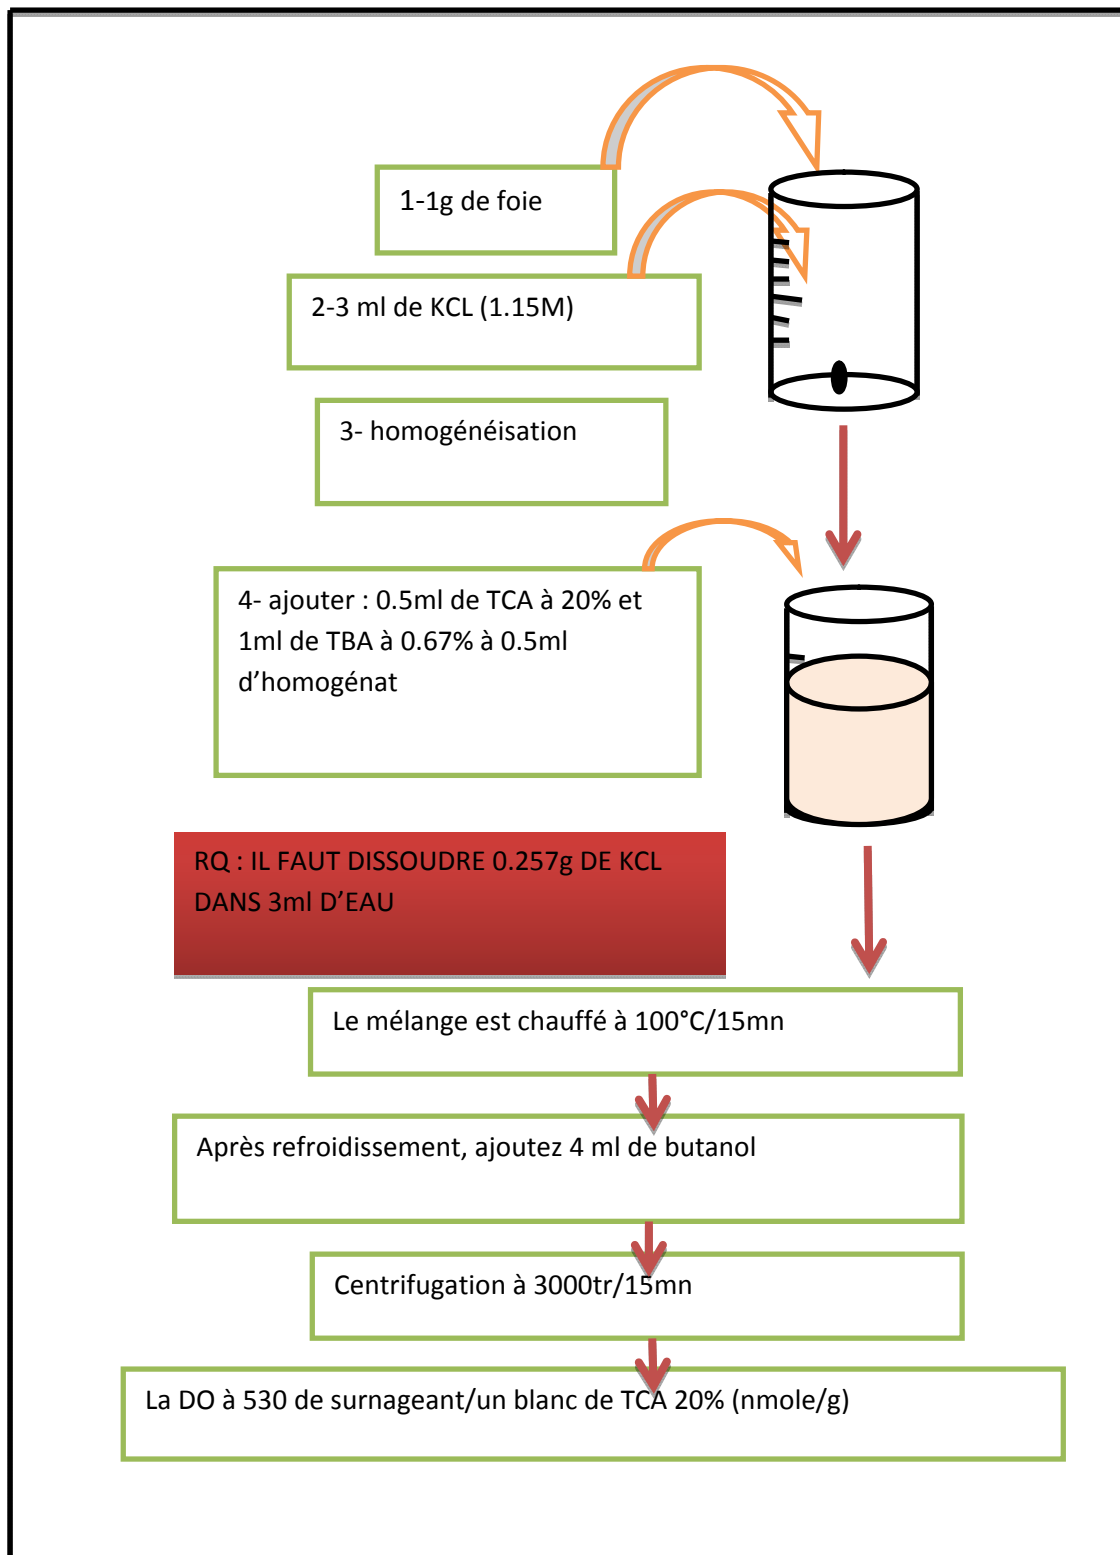 1-1g de foie
2-3 ml de KCL (1.15M)
3- homogénéisation
4- ajouter : 0.5ml de TCA à 20% et
1ml de TBA à 0.67% à 0.5ml
d’homogénat
RQ : IL FAUT DISSOUDRE 0.257g DE KCL
DANS 3ml D’EAU
Le mélange est chauffé à 100°C/15mn
Après refroidissement, ajoutez 4 ml de butanol
Centrifugation à 3000tr/15mn
La DO à 530 de surnageant/un blanc de TCA 20% (nmole/g)